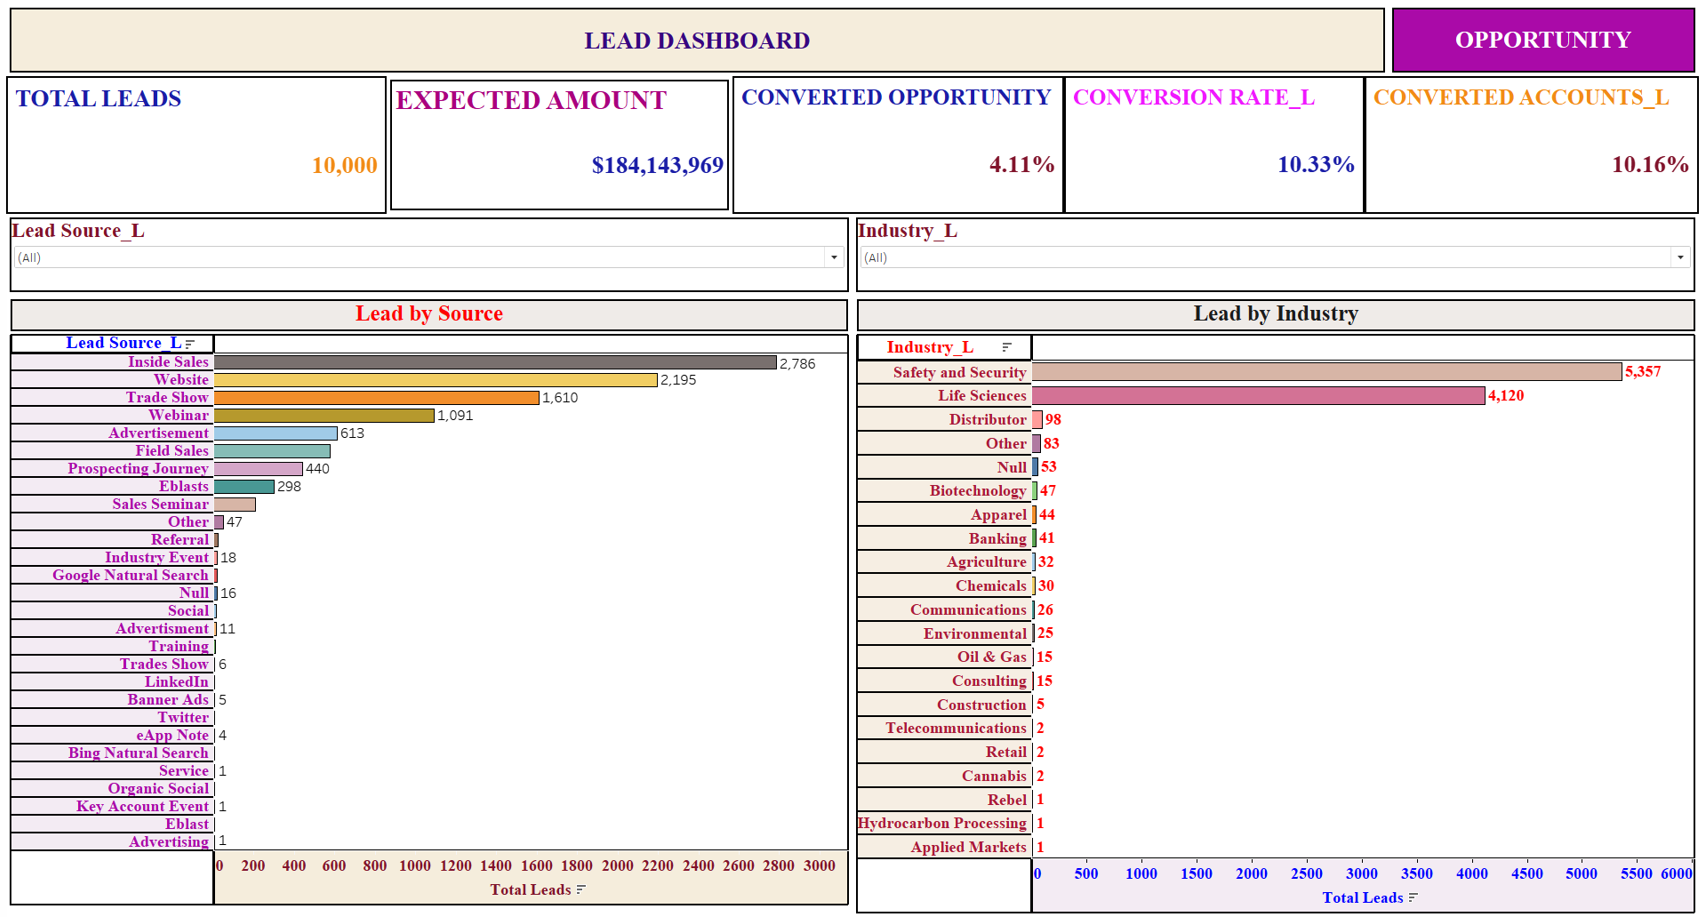 LEAD DASHBOARD
OPPORTUNITY
TOTAL LEADS
10,000
EXPECTED AMOUNT
$184,143,969
CONVERTED OPPORTUNITY
4.11%
CONVERSION RATE_L
10.33%
CONVERTED ACCOUNTS_L
10.16%
Lead Source_L
(All)
Industry_L
(All)
Lead by Source
Lead Source_L
Inside Sales 2,786
Website 2,195
Trade Show 1,610
Webinar 1,091
Advertisement 613
Field Sales
Prospecting Journey 440
Eblasts 298
Sales Seminar
Other 47
Referral
Industry Event 18
Google Natural Search
Null 16
Social
Advertisment 11
Training
Trades Show 6
LinkedIn
Banner Ads 5
Twitter
eApp Note 4
Bing Natural Search
Service 1
Organic Social
Key Account Event 1
Eblast
Advertising 1
0 200 400 600 800 1000 1200 1400 1600 1800 2000 2200 2400 2600 2800 3000
Total Leads
Lead by Industry
Industry_L
Safety and Security 5,357
Life Sciences 4,120
Distributor 98
Other 83
Null 53
Biotechnology 47
Apparel 44
Banking 41
Agriculture 32
Chemicals 30
Communications 26
Environmental 25
Oil & Gas 15
Consulting 15
Construction 5
Telecommunications 2
Retail 2
Cannabis 2
Rebel 1
Hydrocarbon Processing 1
Applied Markets 1
0 500 1000 1500 2000 2500 3000 3500 4000 4500 5000 5500 6000
Total Leads